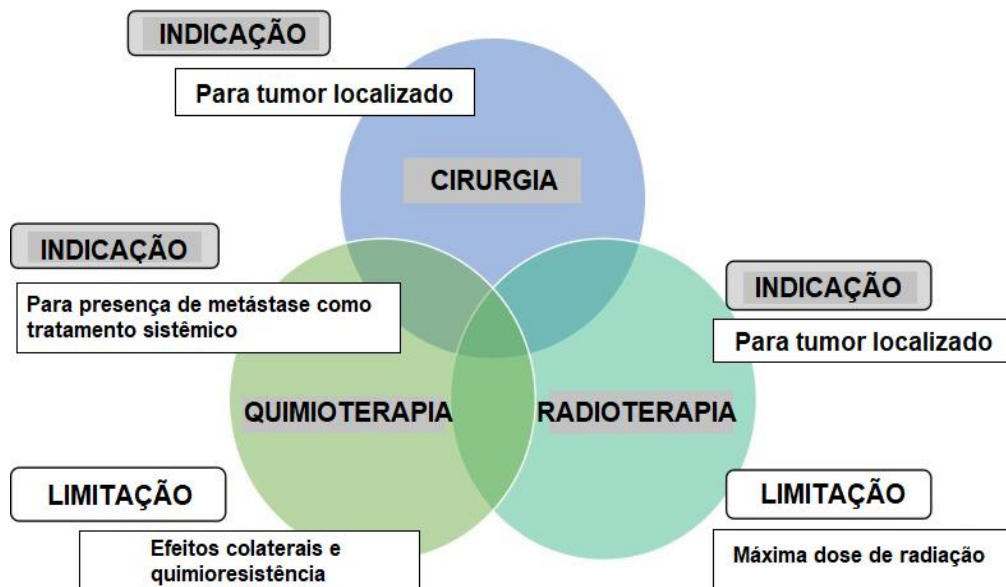 INDICAÇÃO
Para tumor localizado
CIRURGIA
INDICAÇÃO
Para presença de metástase como
tratamento sistêmico
INDICAÇÃO
Para tumor localizado
QUIMIOTERAPIA
RADIOTERAPIA
LIMITAÇÃO
Efeitos colaterais e
quimioresistência
LIMITAÇÃO
Máxima dose de radiação